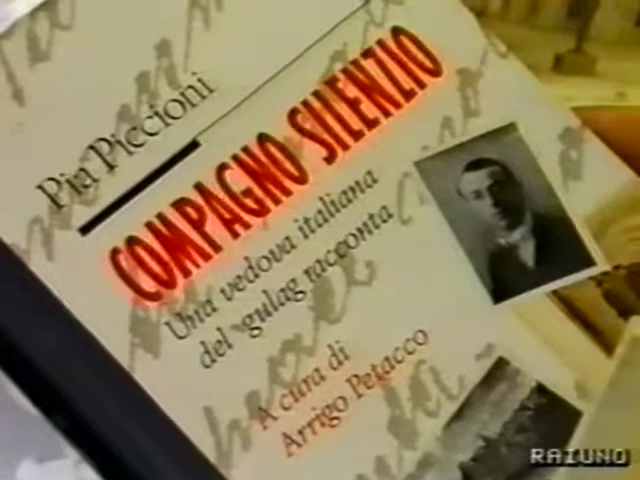 Pia Piccioni
COMPAGNO SILENZIO
Una vedova italiana
del gulag racconta
A cura di
Arrigo Petacco
RAIUNO